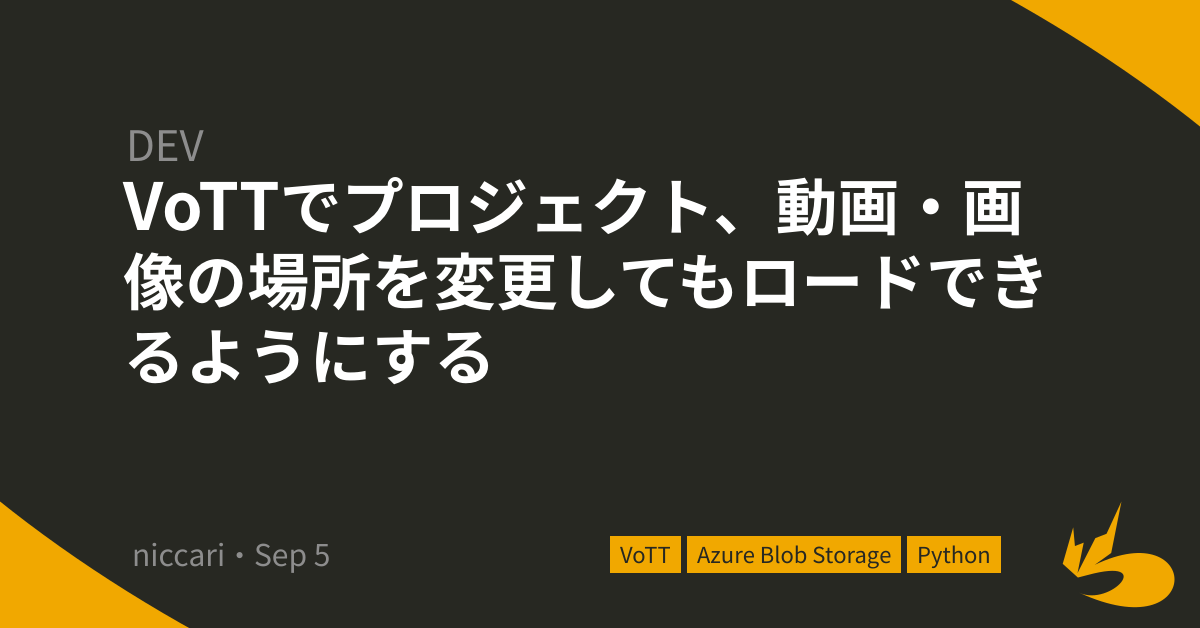 DEV
VoTTでプロジェクト、動画・画
像の場所を変更してもロードでき
るようにする
niccari・Sep 5
VoTT
Azure Blob Storage
Python